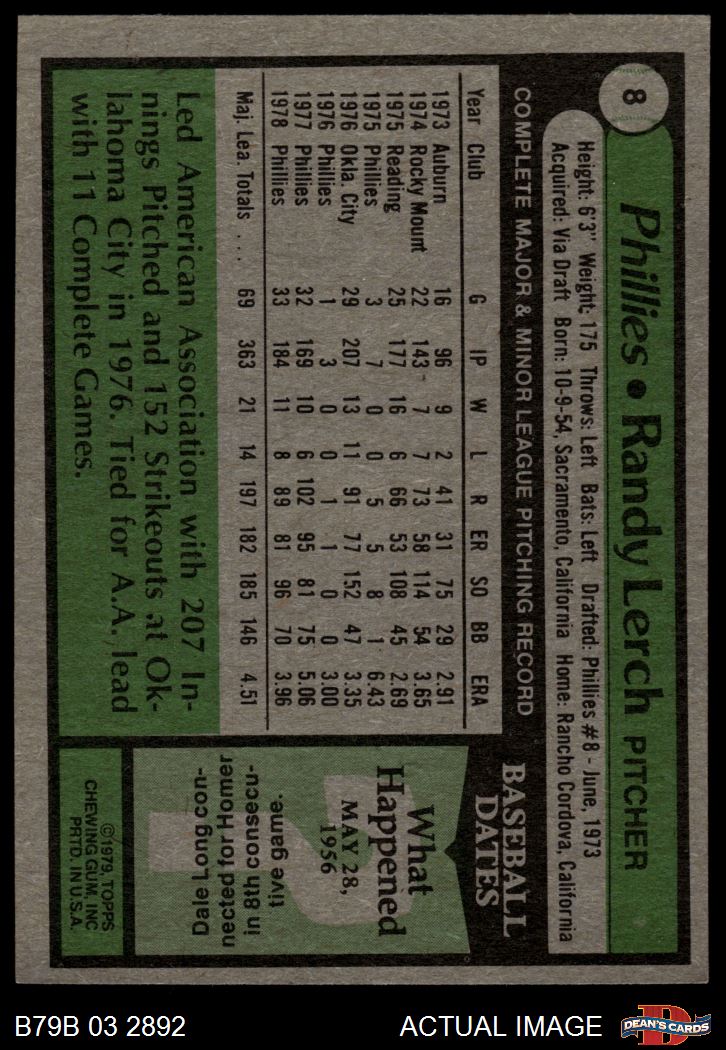 8
Phillies • Randy Lerch PITCHER
Height: 6'3" Weight: 175 Throws: Left Bats: Left Drafted: Phillies #8 - June, 1973
Acquired: Via Draft Born: 10-9-54, Sacramento, California Home: Rancho Cordova, California
COMPLETE MAJOR & MINOR LEAGUE PITCHING RECORD
Year Club G IP W L R ER SO BB ERA
1973 Auburn 16 96 9 2 41 31 75 29 2.91
1974 Rocky Mount 22 143 7 7 73 58 114 54 3.65
1975 Reading 25 177 16 6 66 53 108 45 2.69
1975 Phillies 3 7 0 0 5 5 8 1 6.43
1976 Okla. City 29 207 13 11 91 77 152 47 3.35
1976 Phillies 1 3 0 0 1 1 0 0 3.00
1977 Phillies 32 169 10 6 102 95 81 75 5.06
1978 Phillies 33 184 11 8 89 81 96 70 3.96
Maj. Lea. Totals . . . 69 363 21 14 197 182 185 146 4.51
Led American Association with 207 In-
nings Pitched and 152 Strikeouts at Ok-
lahoma City in 1976. Tied for A.A. lead
with 11 Complete Games.
BASEBALL
DATES
What
Happened
MAY 28,
1956
Dale Long con-
nected for Homer
in 8th consecu-
tive game.
©1979, TOPPS
CHEWING GUM, INC
PRTD. IN U.S.A.
B79B 03 2892
ACTUAL IMAGE
D
DEAN'S CARDS